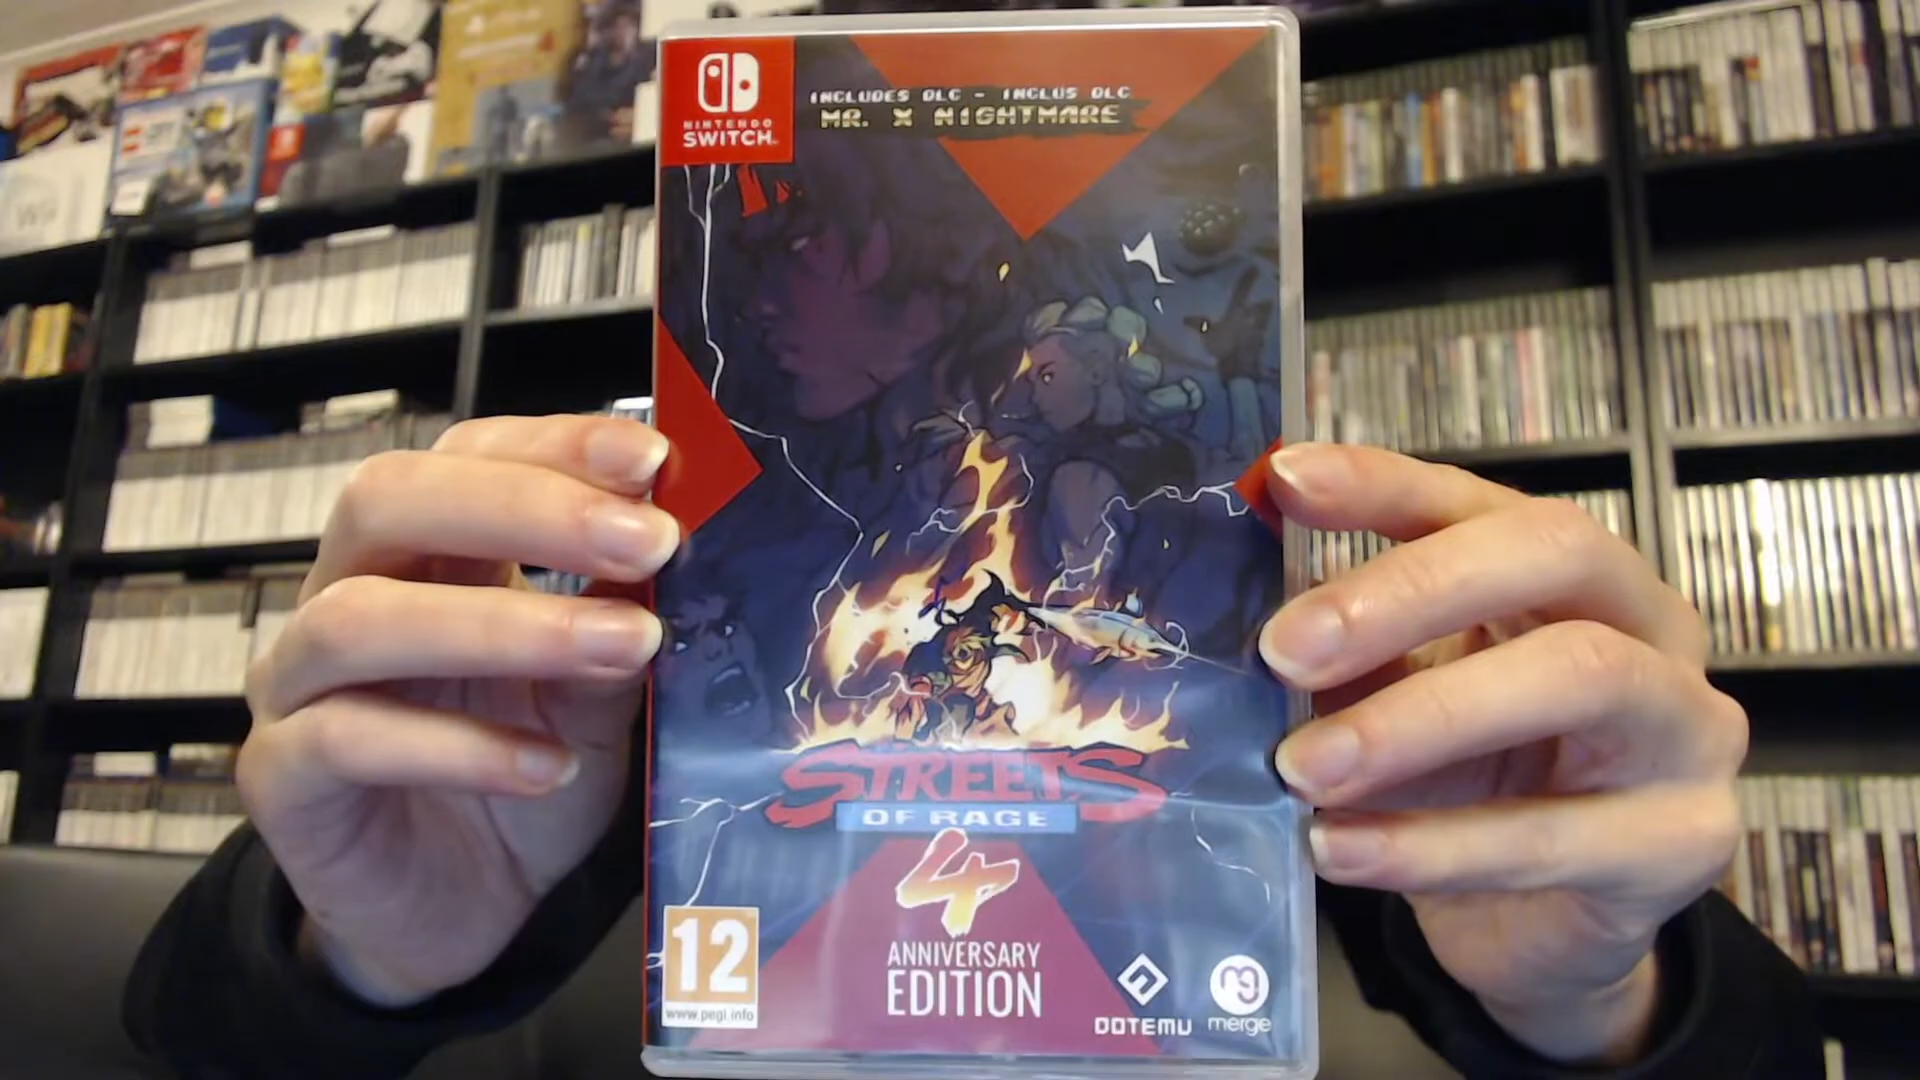 INCLUDES DLC - INCLUS DLC
MR. X NIGHTMARE
NINTENDO
SWITCH
STREETS
OF RAGE
4
ANNIVERSARY
EDITION
12
www.pegi.info
DOTEMU
merge
Wii